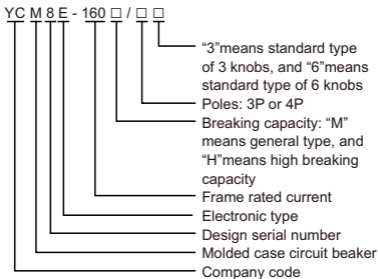 YC M 8 E - 160 □ / □ □
“3”means standard type
of 3 knobs, and “6”means
standard type of 6 knobs
Poles: 3P or 4P
Breaking capacity: “M”
means general type, and
“H”means high breaking
capacity
Frame rated current
Electronic type
Design serial number
Molded case circuit beaker
Company code